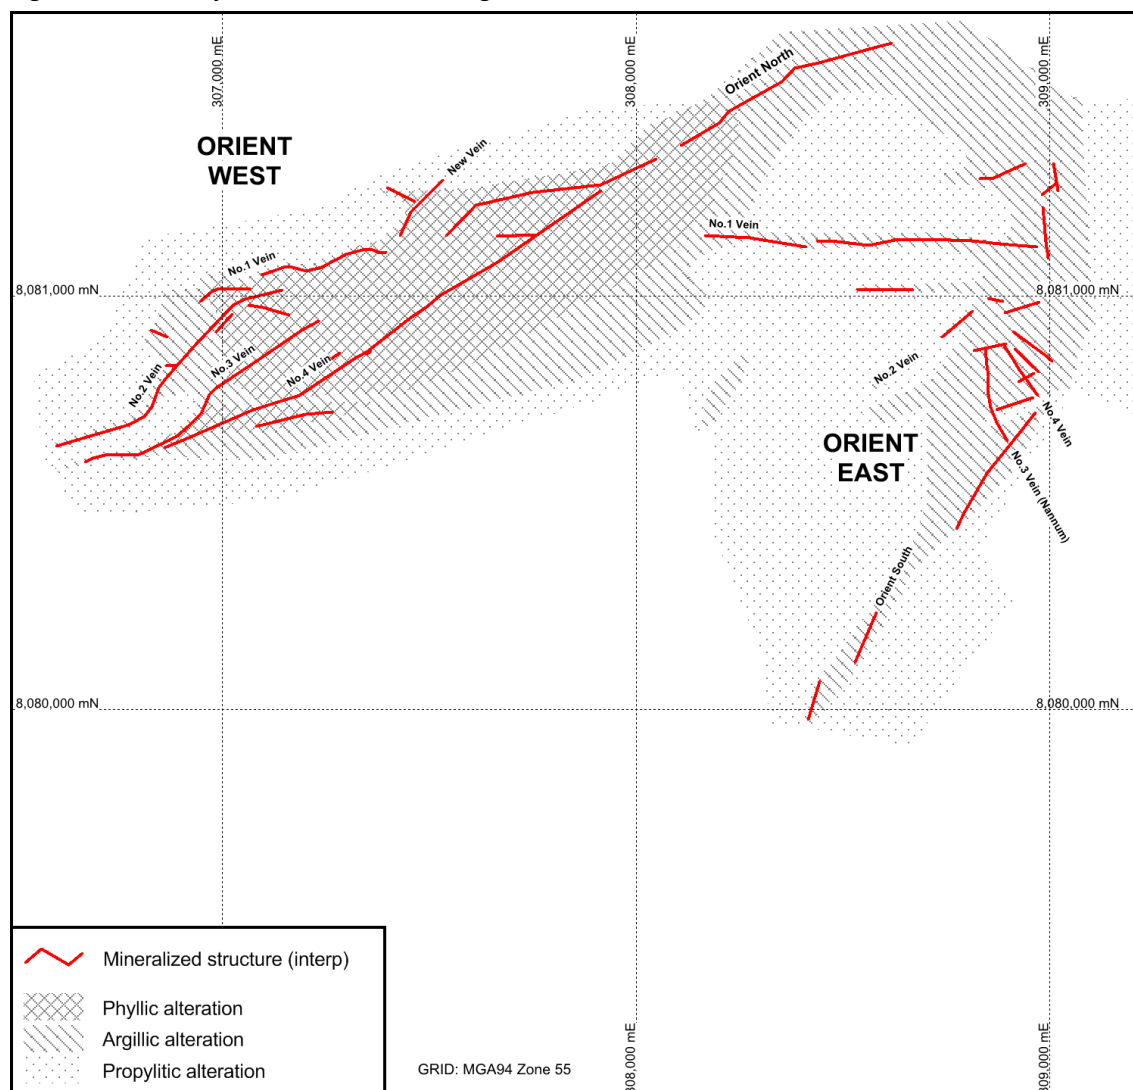 307,000 mE
308,000 mE
309,000 mE
Orient North
ORIENT
WEST
New Vein
No.1 Vein
No.1 Vein
8,081,000 mN
8,081,000 mN
No.2 Vein
No.3 Vein
No.4 Vein
No.2 Vein
No.4 Vein
ORIENT
EAST
No.3 Vein (Nannum)
Orient South
8,080,000 mN
8,080,000 mN
Mineralized structure (interp)
Phyllic alteration
Argillic alteration
Propylitic alteration
GRID: MGA94 Zone 55
308,000 mE
309,000 mE